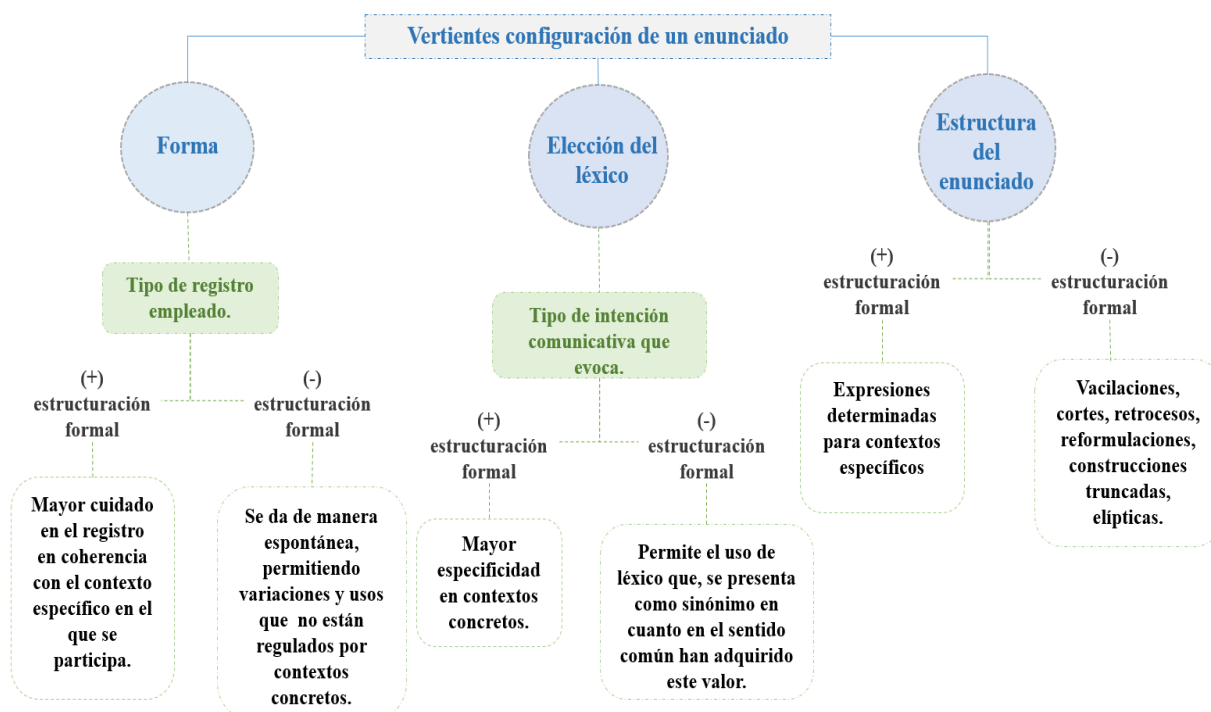 Vertientes configuración de un enunciado
Forma
Tipo de registro
empleado.
(+)
estructuración
formal
Mayor cuidado
en el registro
en coherencia
con el contexto
específico en el
que se
participa.
(-)
estructuración
formal
Se da de manera
espontánea,
permitiendo
variaciones y usos
que no están
regulados por
contextos
concretos.
Elección del
léxico
Tipo de intención
comunicativa que
evoca.
(+)
estructuración
formal
Mayor
especificidad
en contextos
concretos.
(-)
estructuración
formal
Permite el uso de
léxico que, se presenta
como sinónimo en
cuanto en el sentido
común han adquirido
este valor.
Estructura
del
enunciado
(+)
estructuración
formal
Expresiones
determinadas
para contextos
específicos
(-)
estructuración
formal
Vacilaciones,
cortes, retrocesos,
reformulaciones,
construcciones
truncadas,
elípticas.